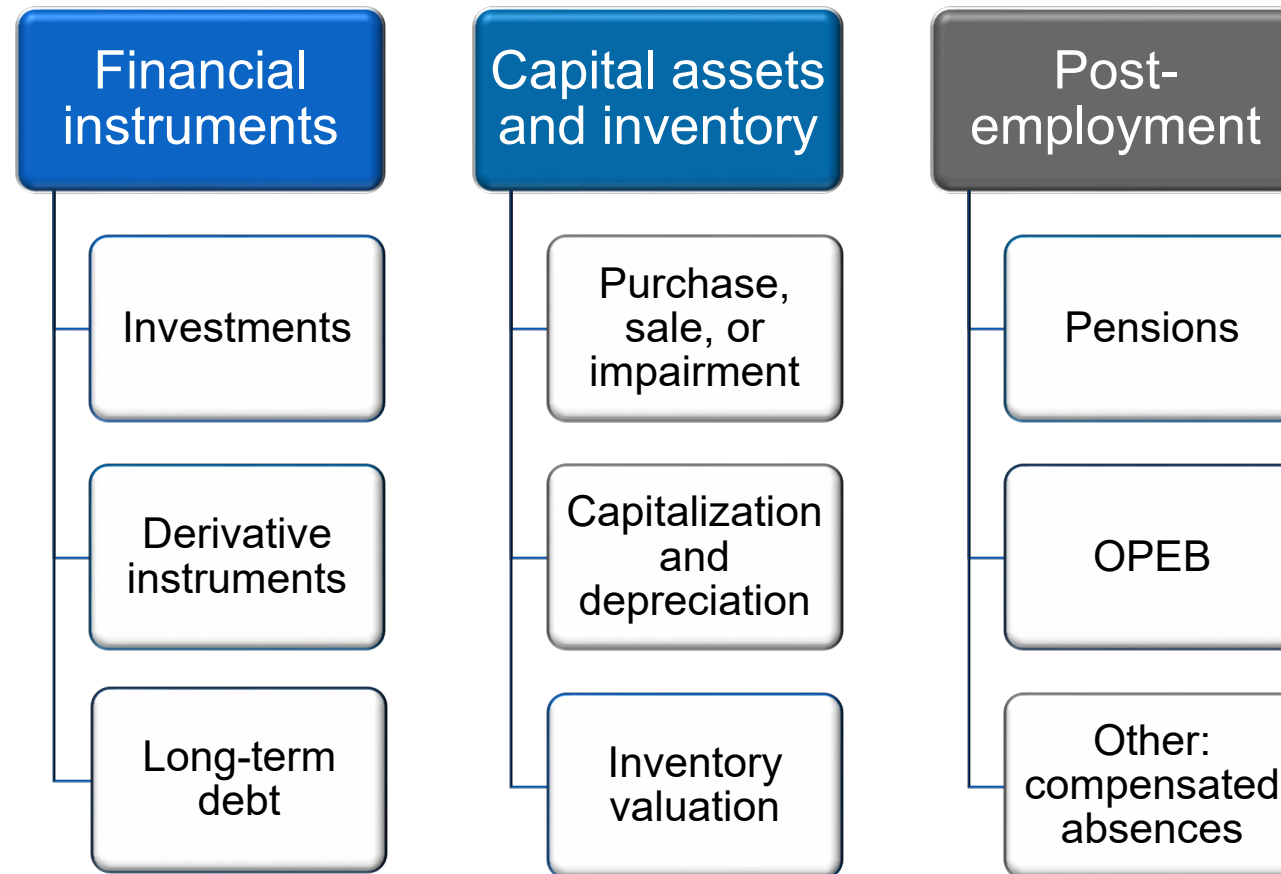 Financial
instruments
Investments
Derivative
instruments
Long-term
debt
Capital assets
and inventory
Purchase,
sale, or
impairment
Capitalization
and
depreciation
Inventory
valuation
Post-
employment
Pensions
OPEB
Other:
compensated
absences